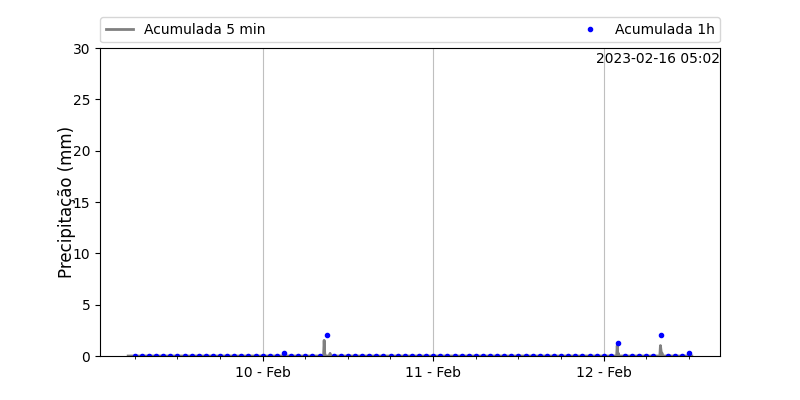 Acumulada 5 min
Acumulada 1h
2023-02-16 05:02
Precipitação (mm)
30
25
20
15
10
5
0
10 - Feb
11 - Feb
12 - Feb